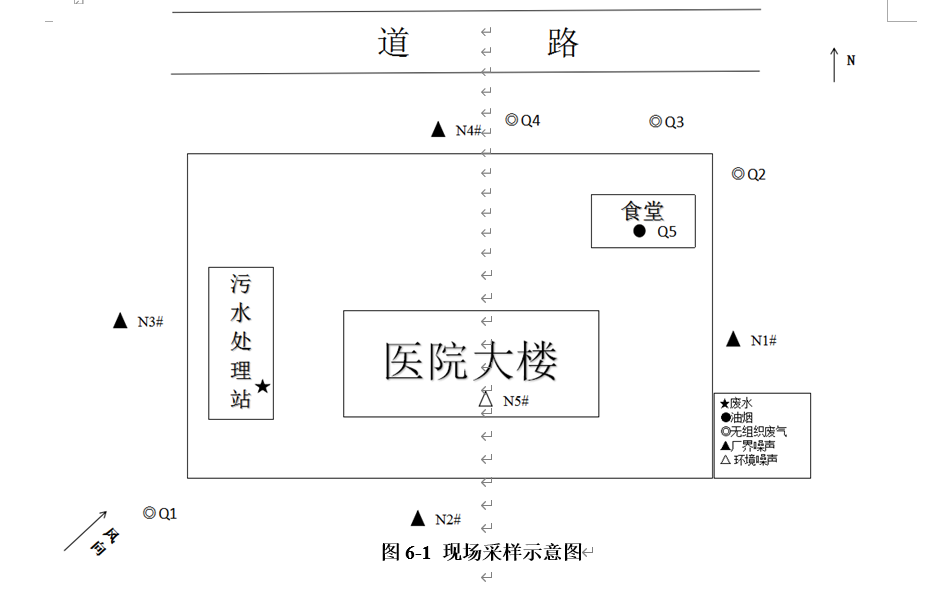 道 路
N
N4#
Q4
Q3
Q2
食堂
Q5
污水处理站
N3#
N1#
医院大楼
N5#
★废水
●油烟
◎无组织废气
▲厂界噪声
△ 环境噪声
Q1
风向
N2#
图 6-1 现场采样示意图